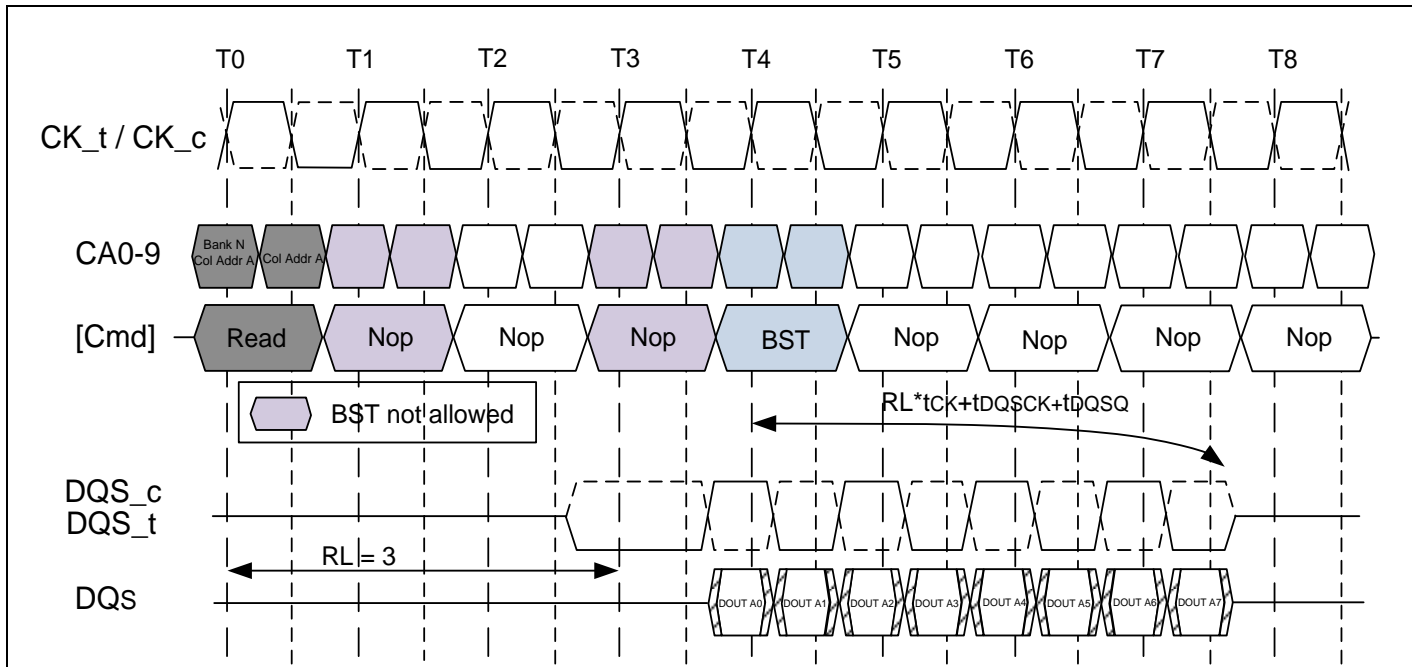 T0 T1 T2 T3 T4 T5 T6 T7 T8
CK_t / CK_c
CA0-9
Bank N
Col Addr A
Col Addr A
[Cmd] Read Nop Nop Nop BST Nop Nop Nop Nop
BST not allowed
RL*tCK+tDQSCK+tDQSQ
DQS_c
DQS_t
RL = 3
DQs DOUT A0 DOUT A1 DOUT A2 DOUT A3 DOUT A4 DOUT A5 DOUT A6 DOUT A7